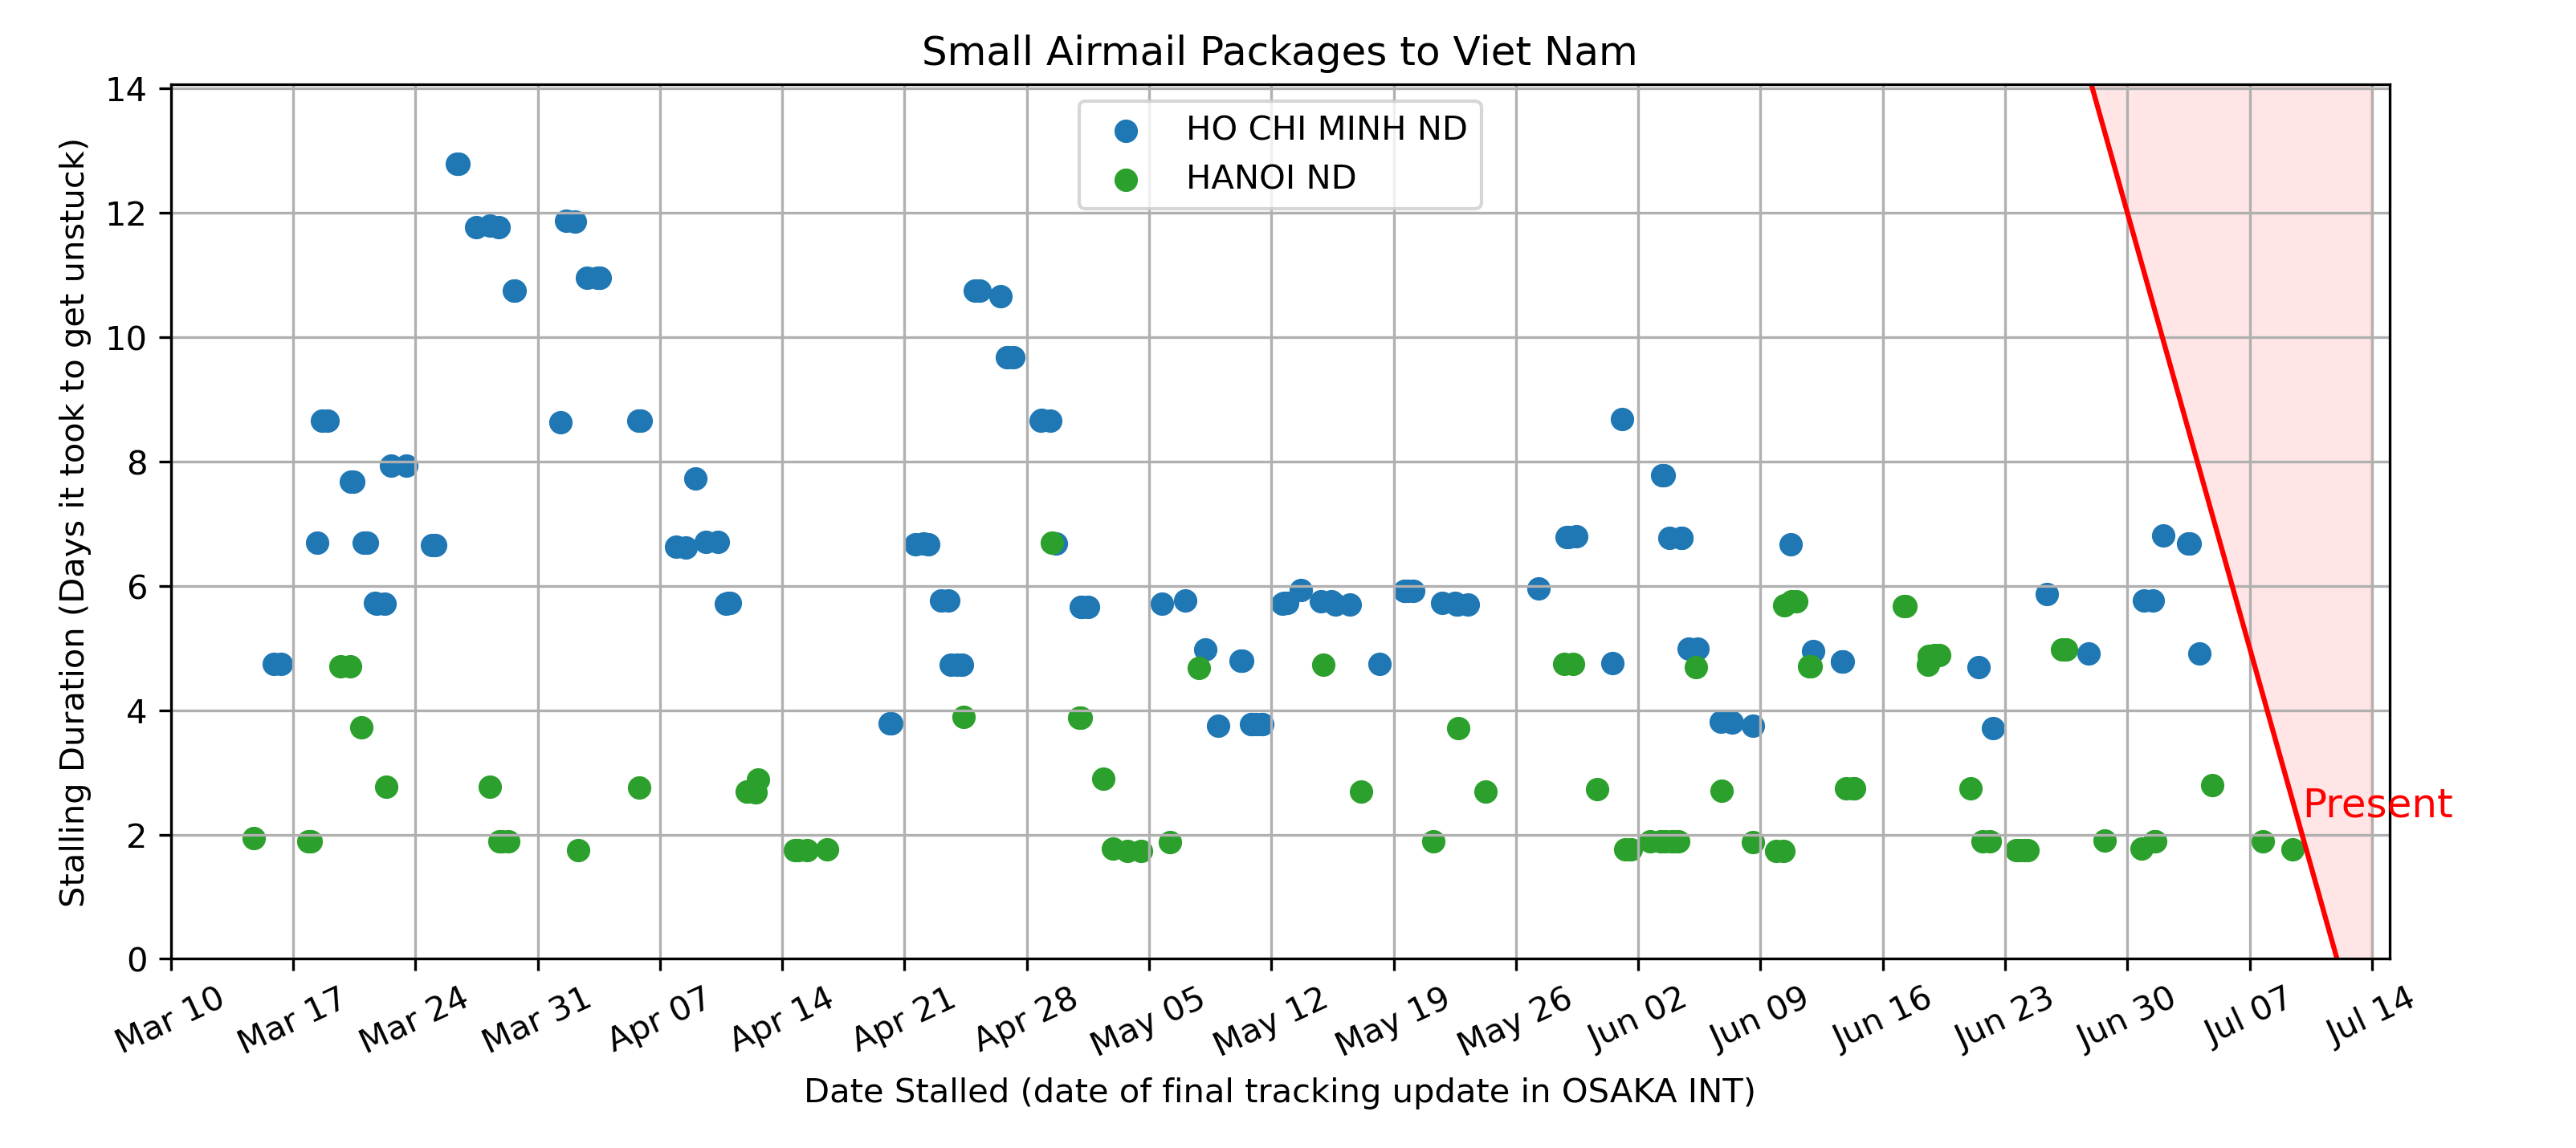 Small Airmail Packages to Viet Nam
HO CHI MINH ND
HANOI ND
Stalling Duration (Days it took to get unstuck)
14
12
10
8
6
4
2
0
Present
Mar 10
Mar 17
Mar 24
Mar 31
Apr 07
Apr 14
Apr 21
Apr 28
May 05
May 12
May 19
May 26
Jun 02
Jun 09
Jun 16
Jun 23
Jun 30
Jul 07
Jul 14
Date Stalled (date of final tracking update in OSAKA INT)